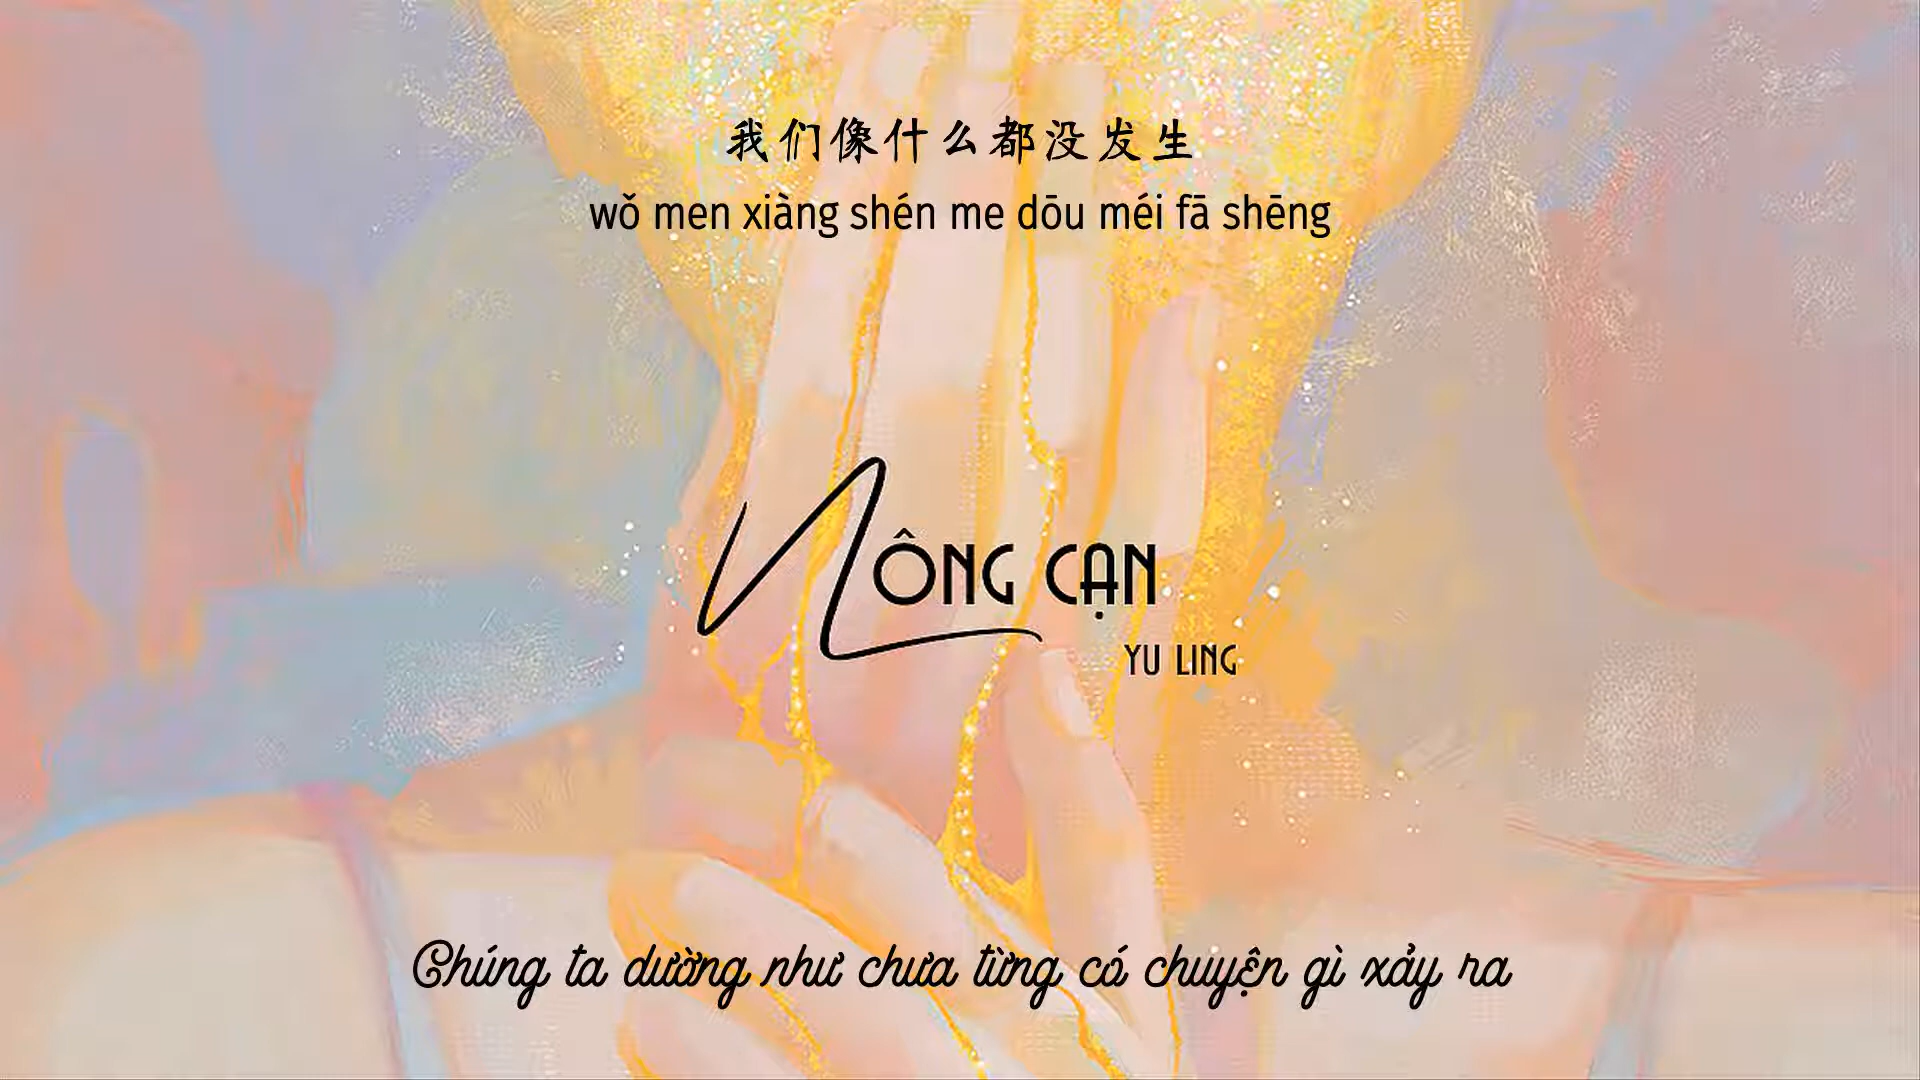 我们像什么都没发生
wǒ men xiàng shén me dōu méi fā shēng
NÔNG CẠN
YU LING
Chúng ta dường như chưa từng có chuyện gì xảy ra